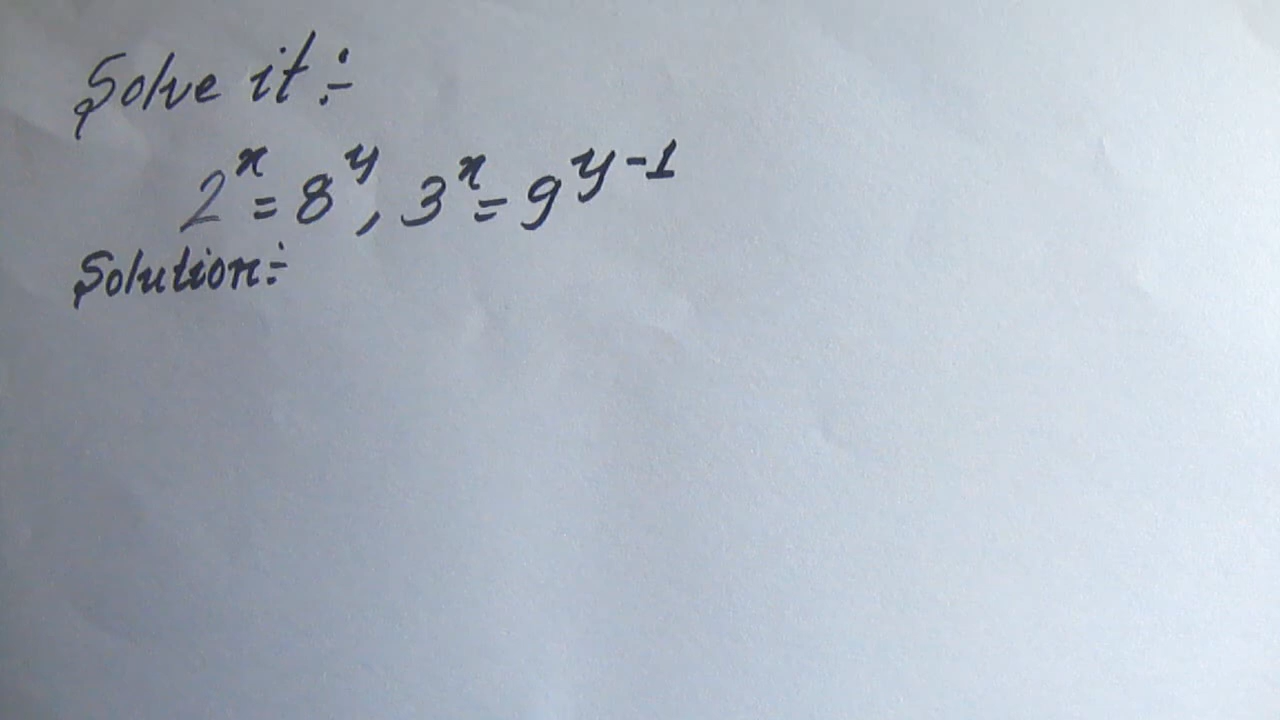 Solve it :-
2^x = 8^y, 3^x = 9^{y-1}
Solution:-